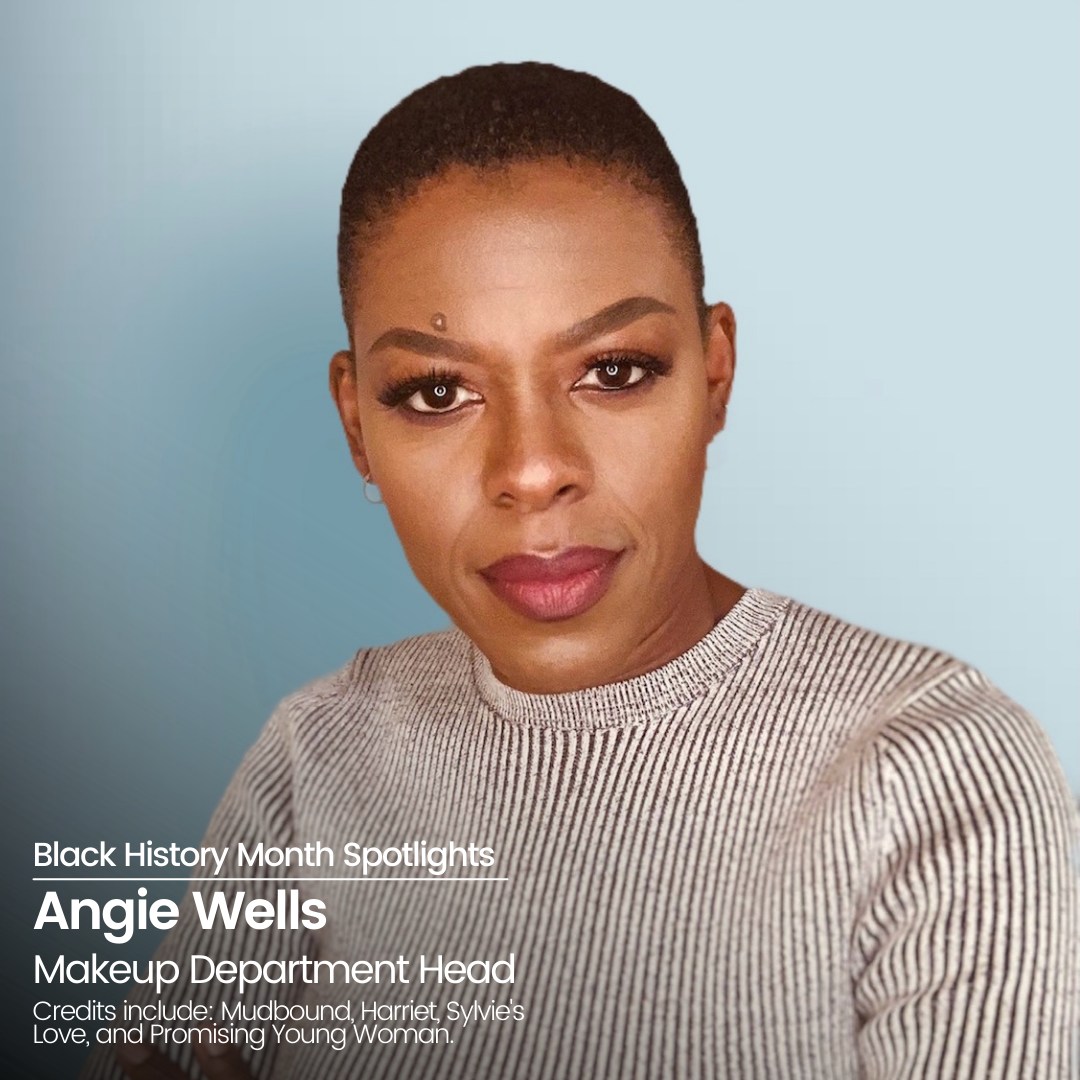 Black History Month Spotlights
Angie Wells
Makeup Department Head
Credits include: Mudbound, Harriet, Sylvie's
Love, and Promising Young Woman.